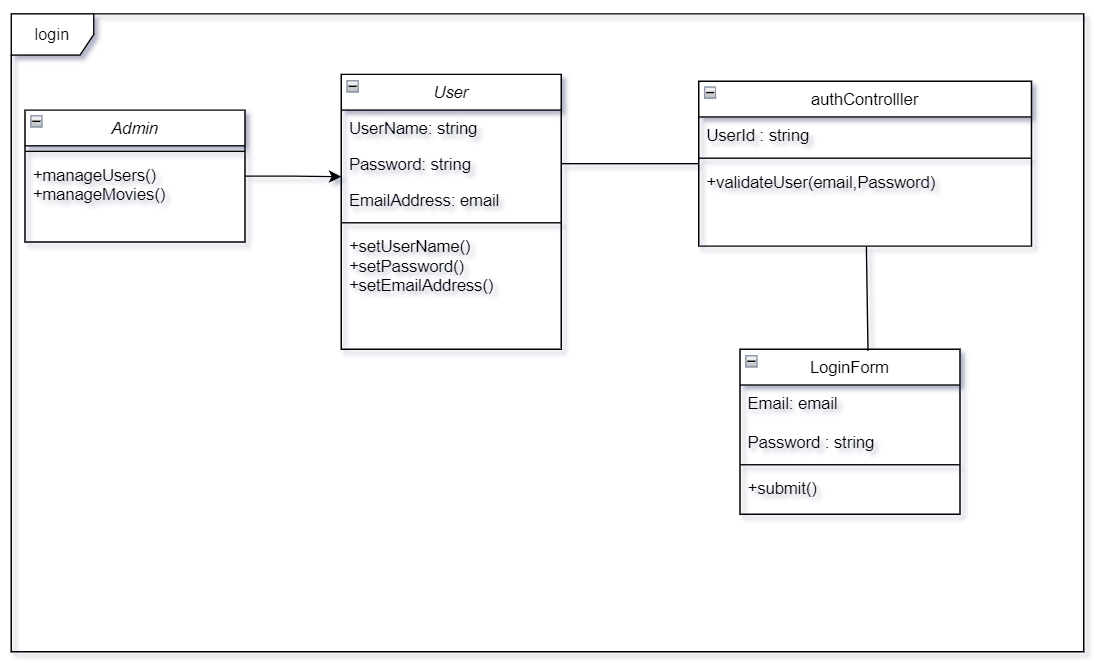 login
Admin
+manageUsers()
+manageMovies()
User
UserName: string
Password: string
EmailAddress: email
+setUserName()
+setPassword()
+setEmailAddress()
authControlller
UserId : string
+validateUser(email,Password)
LoginForm
Email: email
Password : string
+submit()